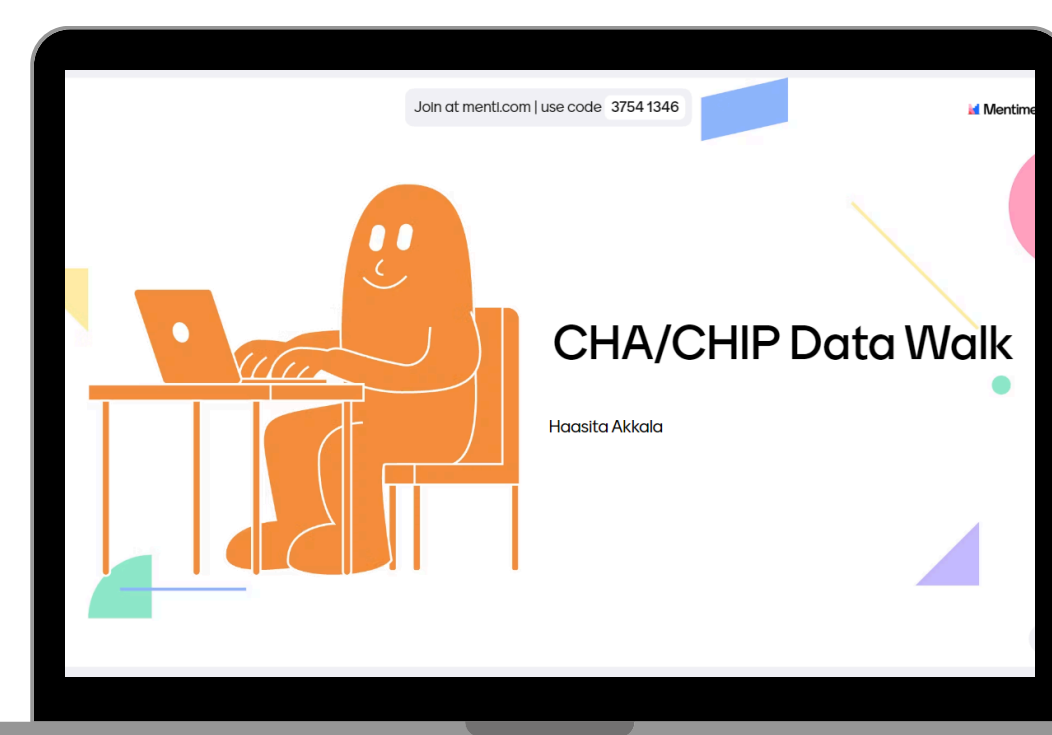 Join at menti.com | use code 3754 1346
Mentime
CHA/CHIP Data Walk
Haasita Akkala